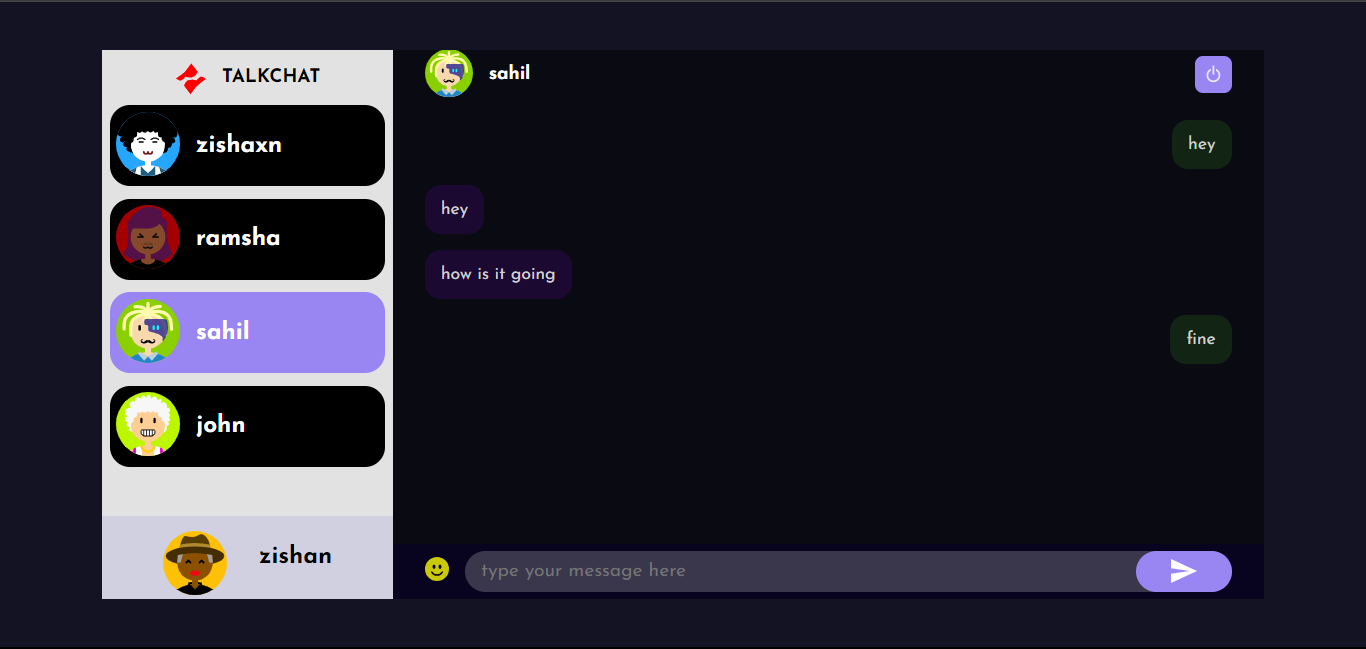 TALKCHAT
zishaxn
ramsha
sahil
john
zishan
sahil
hey
hey
how is it going
fine
type your message here